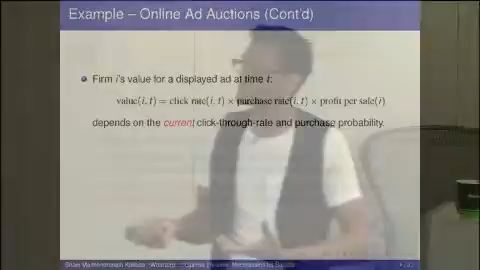 Example – Online Ad Auctions (Cont'd)
Firm i's value for a displayed ad at time t:
value(i, t) = click rate(i, t) × purchase rate(i, t) × profit per sale(i)
depends on the current click-through-rate and purchase probability.